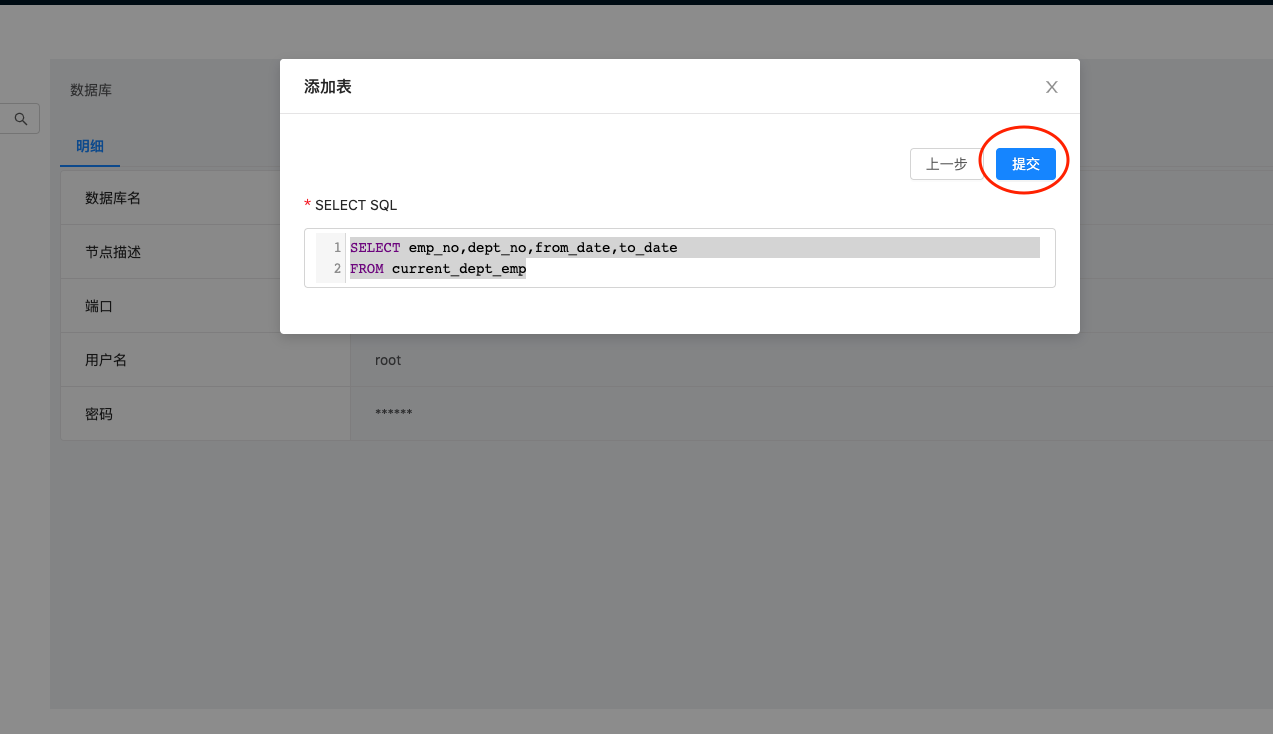 数据库
明细
数据库名
节点描述
端口
用户名
root
密码
******
添加表
X
上一步
提交
* SELECT SQL
1 SELECT emp_no,dept_no,from_date,to_date
2 FROM current_dept_emp